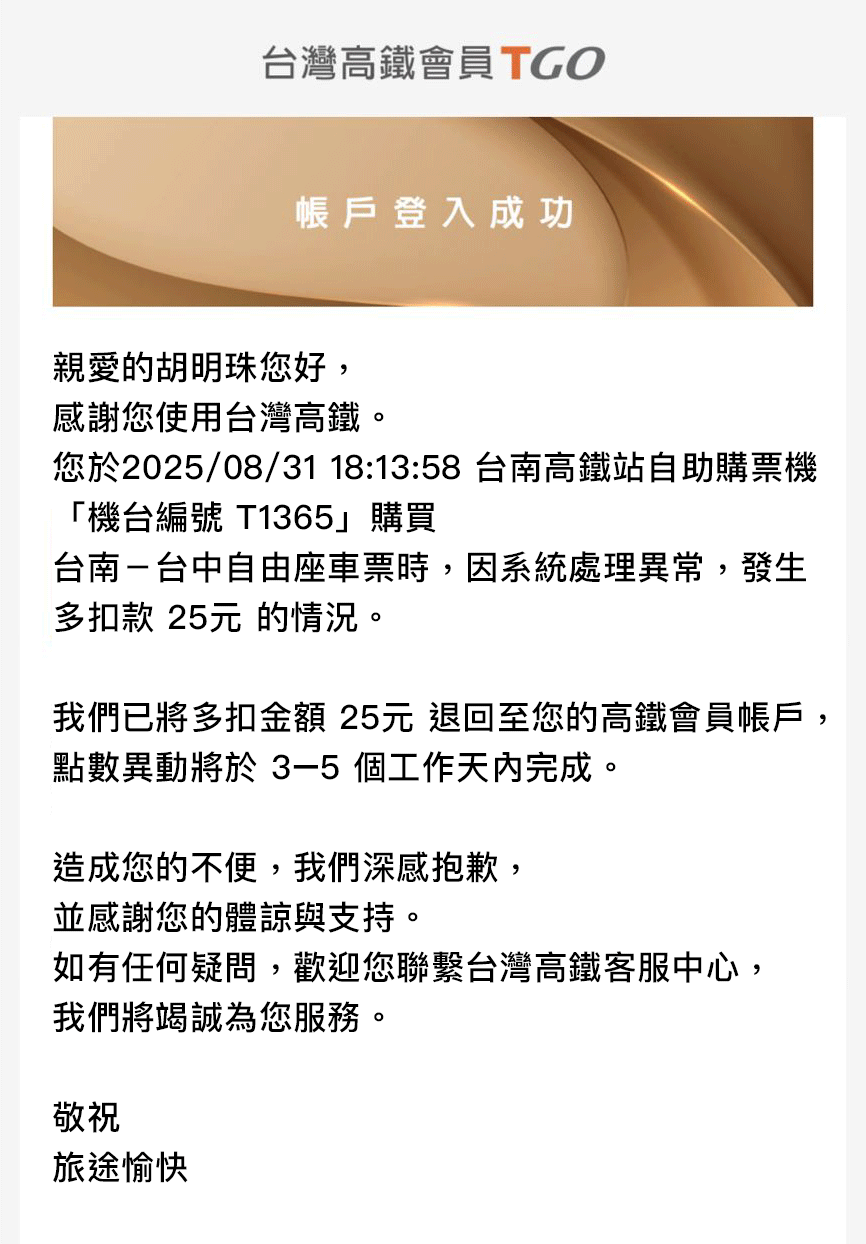 台灣高鐵會員TGO
帳戶登入成功
親愛的胡明珠您好，
感謝您使用台灣高鐵。
您於2025/08/31 18:13:58 台南高鐵站自助購票機
「機台編號 T1365」購買
台南－台中自由座車票時，因系統處理異常，發生
多扣款 25元 的情況。
我們已將多扣金額 25元 退回至您的高鐵會員帳戶，
點數異動將於 3–5 個工作天內完成。
造成您的不便，我們深感抱歉，
並感謝您的體諒與支持。
如有任何疑問，歡迎您聯繫台灣高鐵客服中心，
我們將竭誠為您服務。
敬祝
旅途愉快